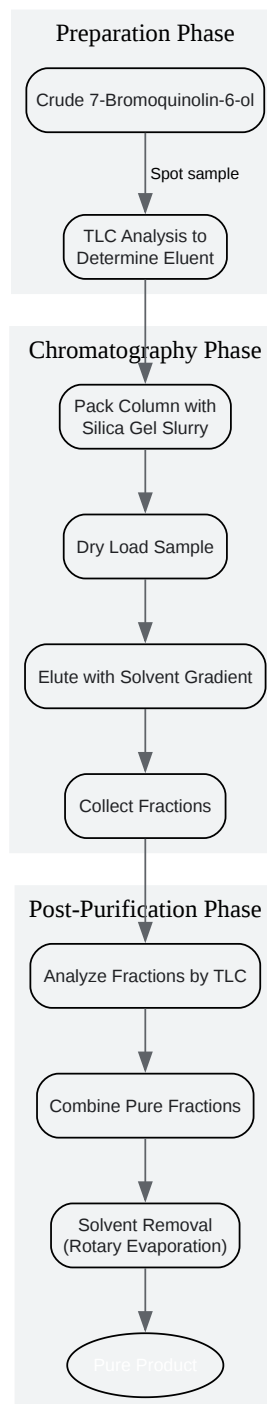 Preparation Phase
Crude 7-Bromoquinolin-6-ol
Spot sample
TLC Analysis to
Determine Eluent
Chromatography Phase
Pack Column with
Silica Gel Slurry
Dry Load Sample
Elute with Solvent Gradient
Collect Fractions
Post-Purification Phase
Analyze Fractions by TLC
Combine Pure Fractions
Solvent Removal
(Rotary Evaporation)
Pure Product